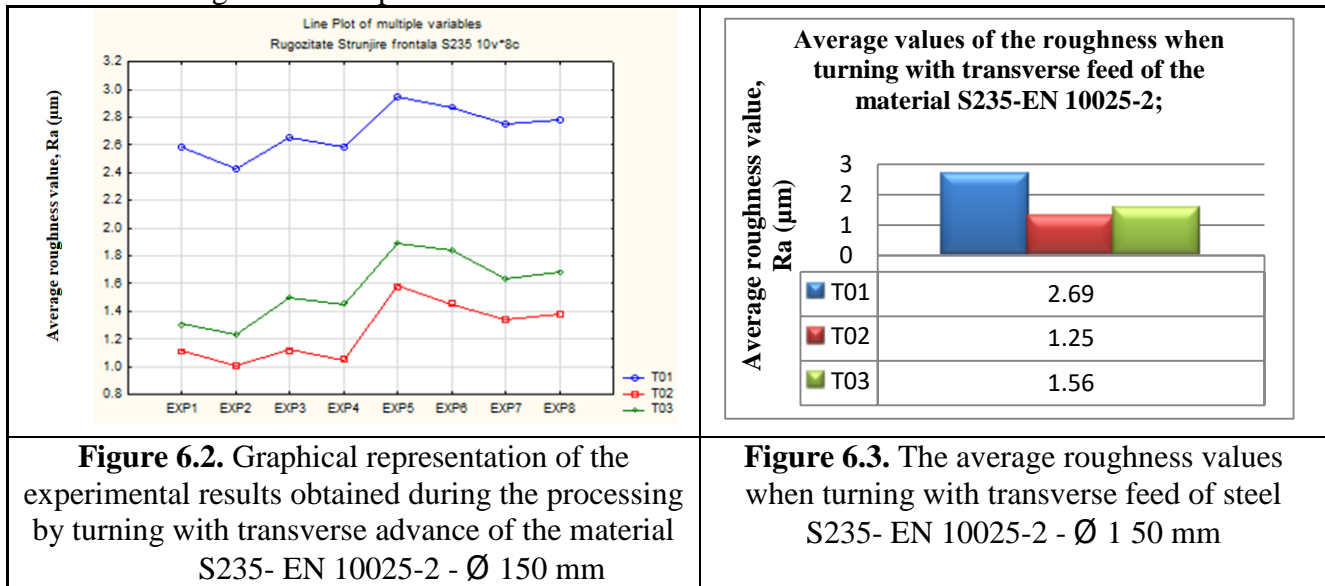 Line Plot of multiple variables
Rugozitate Strunjire frontala S235 10v*8c
Average roughness value, Ra (µm)
3.2
3.0
2.8
2.6
2.4
2.2
2.0
1.8
1.6
1.4
1.2
1.0
0.8
EXP1 EXP2 EXP3 EXP4 EXP5 EXP6 EXP7 EXP8
T01
T02
T03
Figure 6.2. Graphical representation of the
experimental results obtained during the processing
by turning with transverse advance of the material
S235- EN 10025-2 - Ø 150 mm
Average values of the roughness when
turning with transverse feed of the
material S235-EN 10025-2;
Average roughness value,
Ra (µm)
3
2
1
0
T01 2.69
T02 1.25
T03 1.56
Figure 6.3. The average roughness values
when turning with transverse feed of steel
S235- EN 10025-2 - Ø 1 50 mm